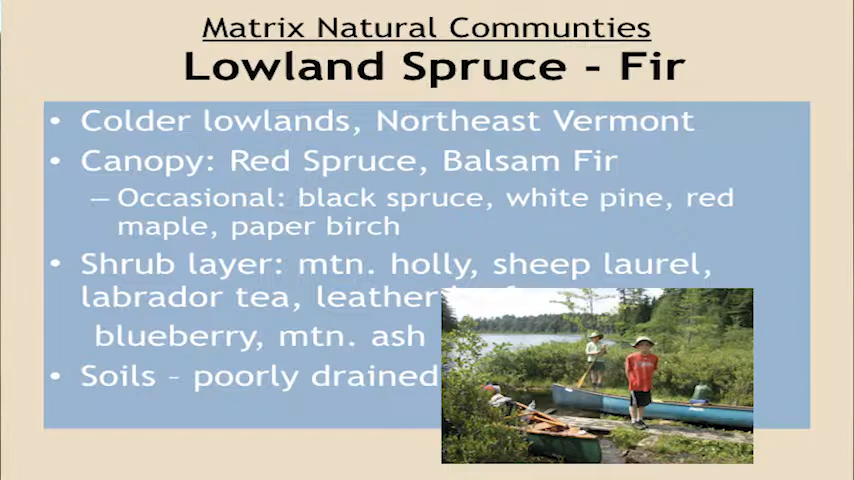 Matrix Natural Communties
Lowland Spruce - Fir
• Colder lowlands, Northeast Vermont
• Canopy: Red Spruce, Balsam Fir
– Occasional: black spruce, white pine, red
maple, paper birch
• Shrub layer: mtn. holly, sheep laurel,
labrador tea, leather
blueberry, mtn. ash
• Soils – poorly drained